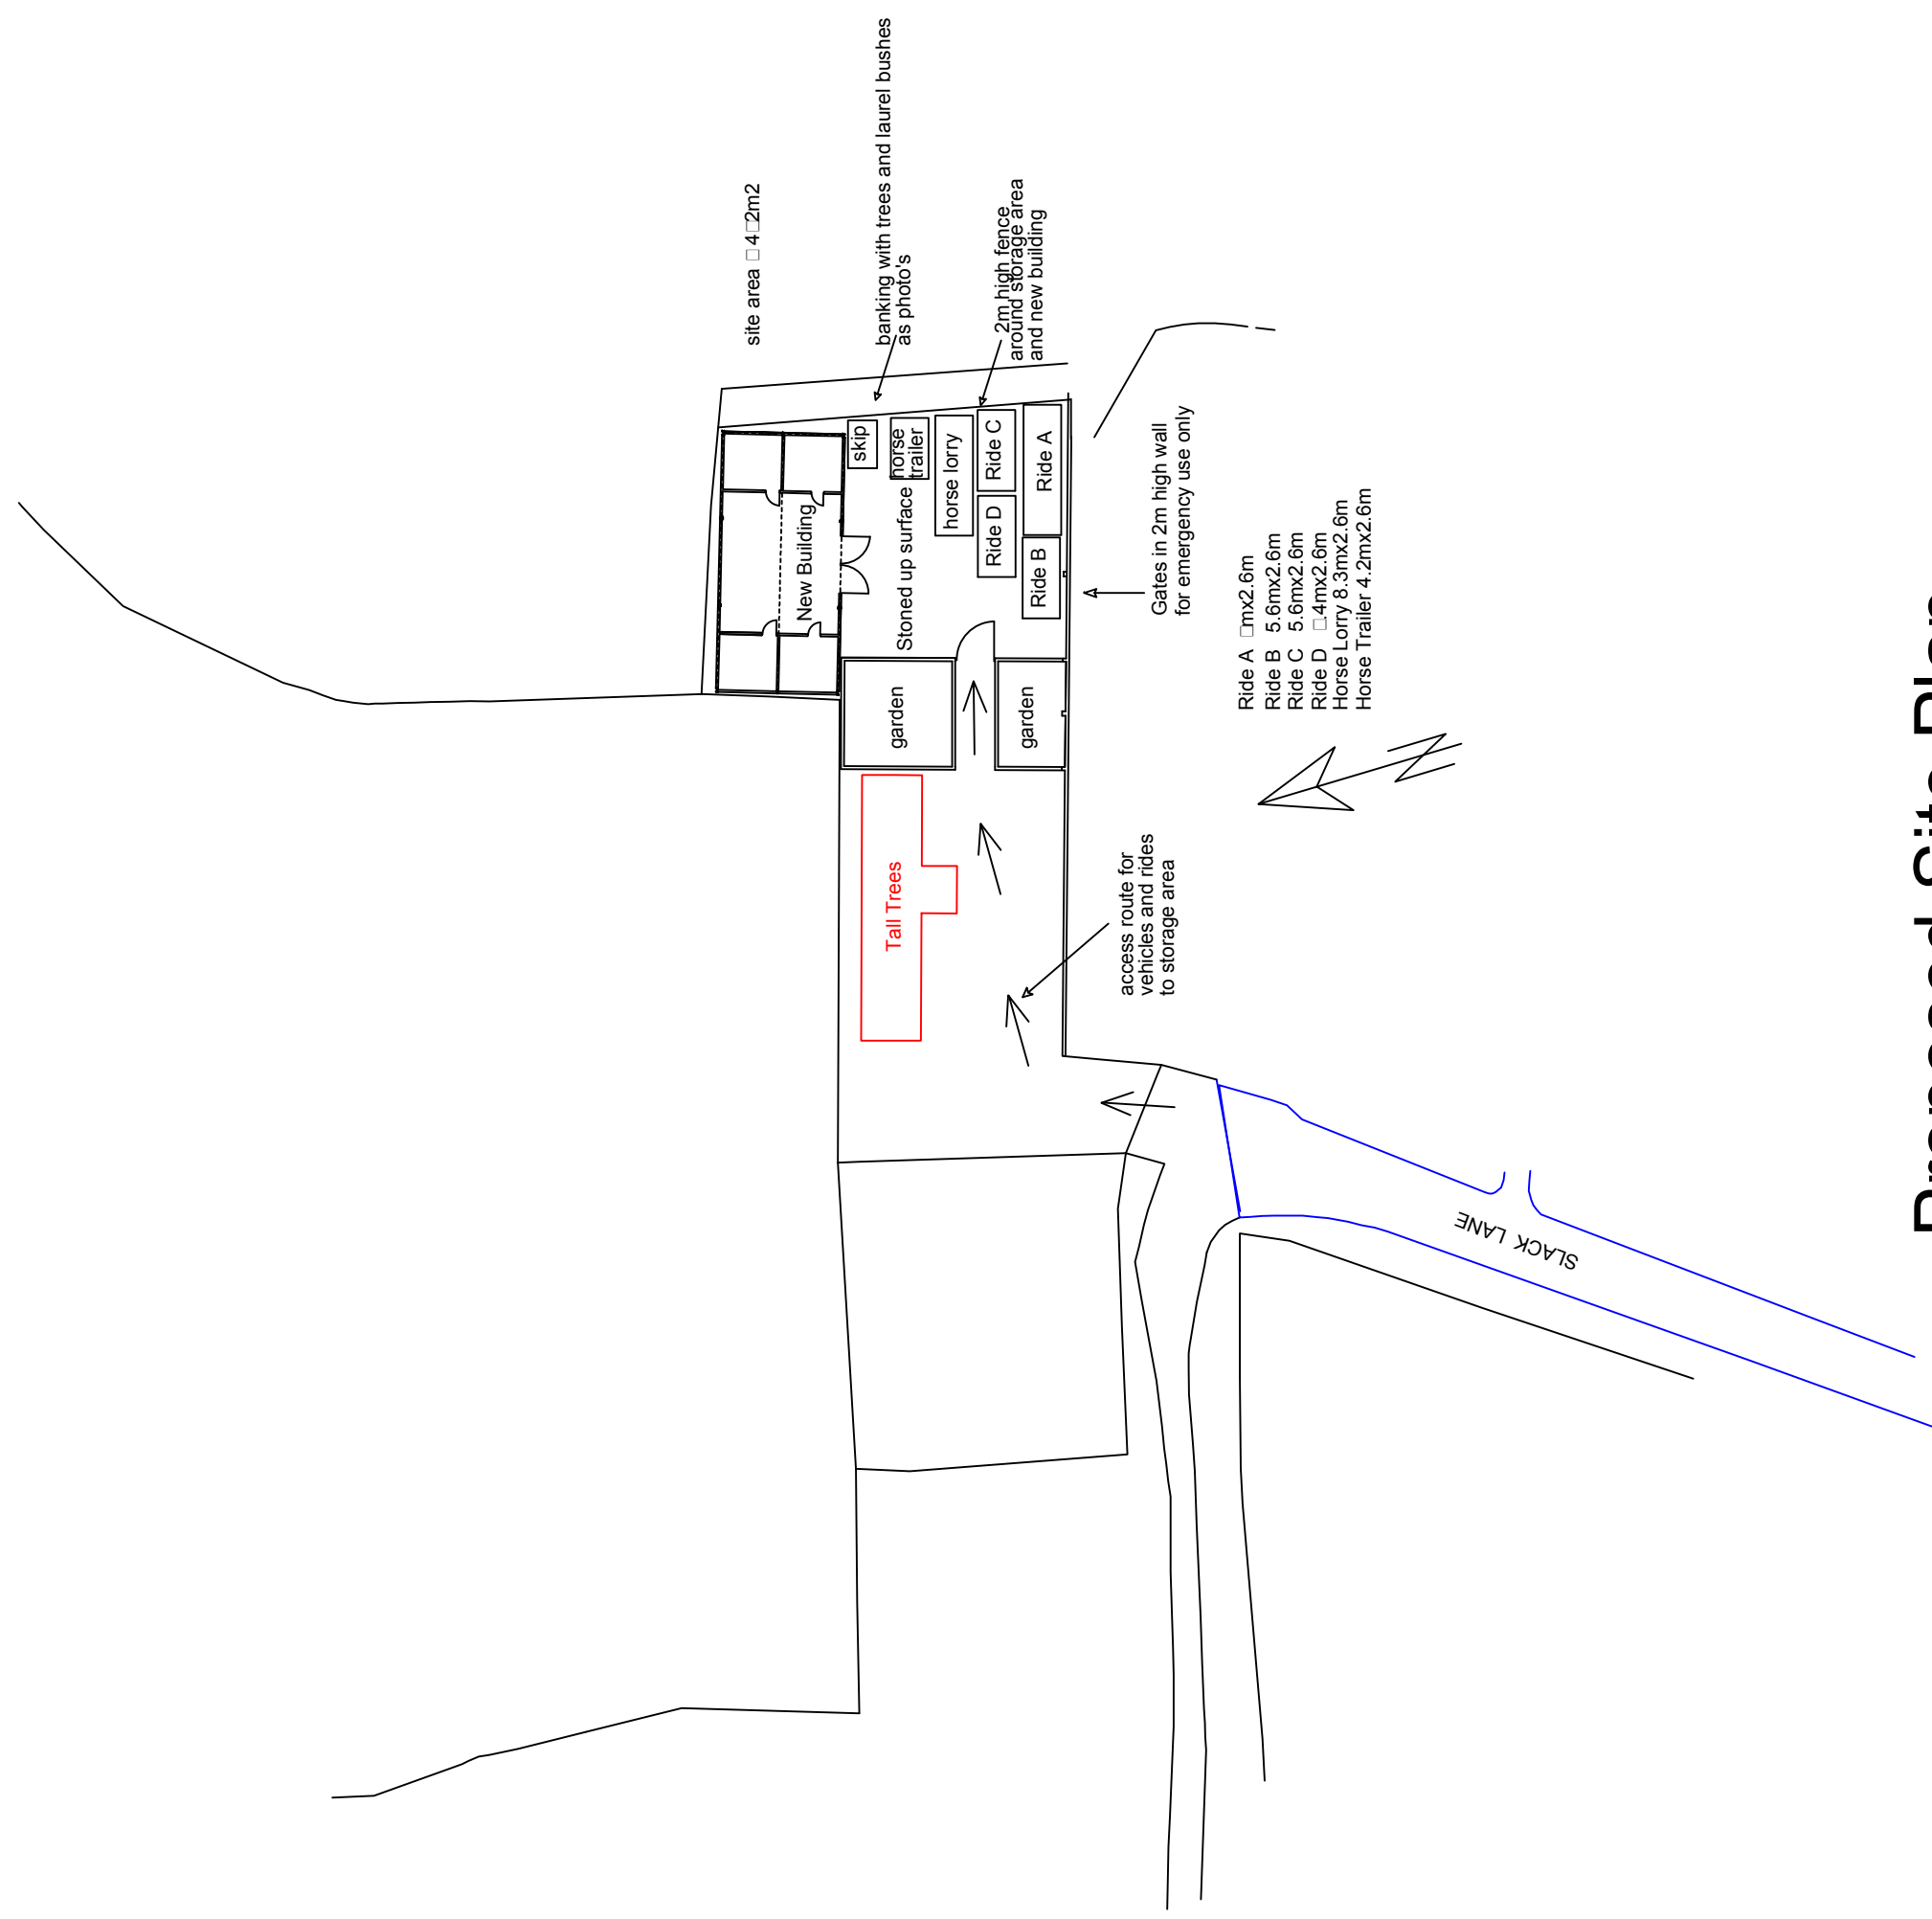 site area □ 4□2m2
banking with trees and laurel bushes
as photo's
2m high fence
around storage area
and new building
skip
horse
trailer
horse lorry
Ride C
Ride A
Ride D
Ride B
New Building
Stoned up surface
Gates in 2m high wall
for emergency use only
garden
garden
Ride A □mx2.6m
Ride B 5.6mx2.6m
Ride C 5.6mx2.6m
Ride D □.4mx2.6m
Horse Lorry 8.3mx2.6m
Horse Trailer 4.2mx2.6m
Tall Trees
access route for
vehicles and rides
to storage area
SLACK LANE
Proposed Site Plan